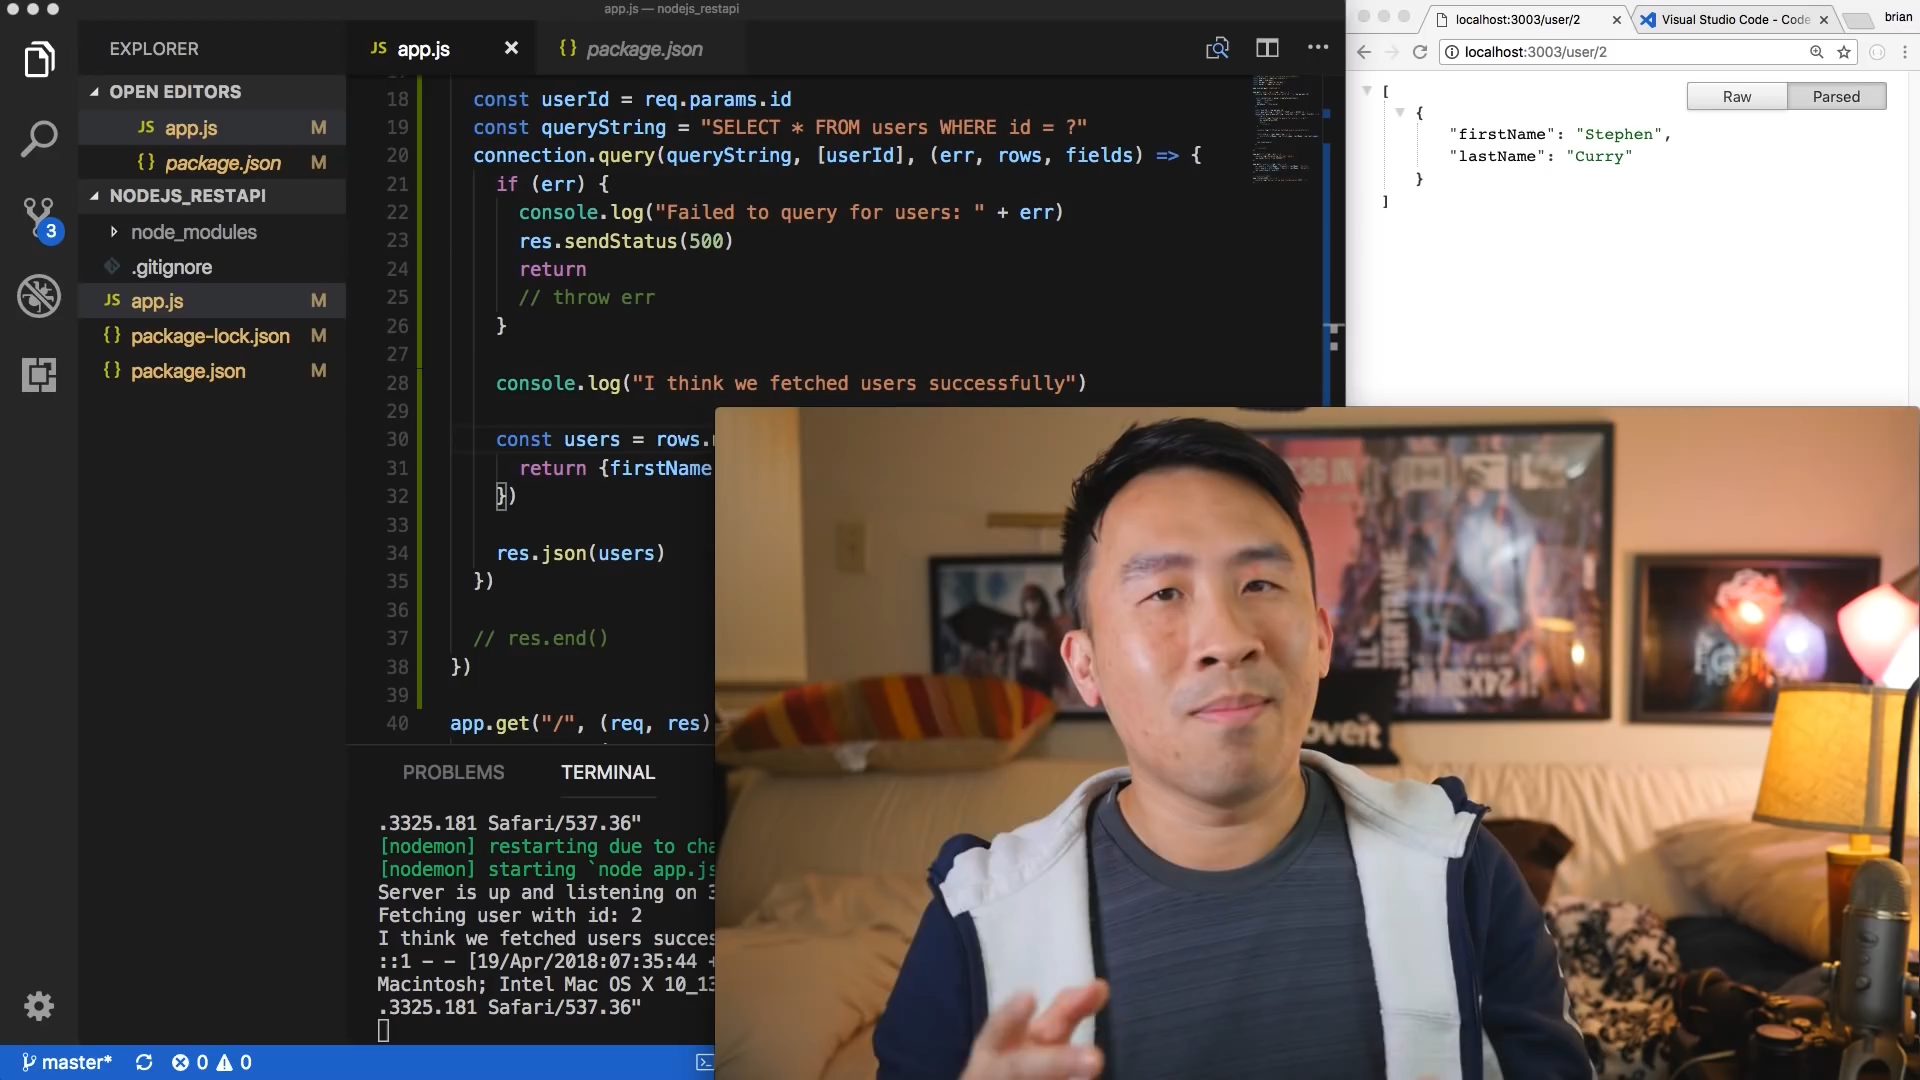 app.js — nodejs_restapi
EXPLORER
OPEN EDITORS
JS app.js M
{} package.json M
NODEJS_RESTAPI
node_modules
.gitignore
JS app.js M
{} package-lock.json M
{} package.json M
3
JS app.js
{} package.json
18 const userId = req.params.id
19 const queryString = "SELECT * FROM users WHERE id = ?"
20 connection.query(queryString, [userId], (err, rows, fields) => {
21 if (err) {
22 console.log("Failed to query for users: " + err)
23 res.sendStatus(500)
24 return
25 // throw err
26 }
27
28 console.log("I think we fetched users successfully")
29
30 const users = rows.
31 return {firstName
32 })
33
34 res.json(users)
35 })
36
37 // res.end()
38 })
39
40 app.get("/", (req, res)
PROBLEMS TERMINAL
.3325.181 Safari/537.36"
[nodemon] restarting due to cha
[nodemon] starting `node app.js
Server is up and listening on 3
Fetching user with id: 2
I think we fetched users succes
::1 - - [19/Apr/2018:07:35:44 +
Macintosh; Intel Mac OS X 10_13
.3325.181 Safari/537.36"
master* 0 0
localhost:3003/user/2
Visual Studio Code - Code
brian
localhost:3003/user/2
Raw Parsed
[
{
"firstName": "Stephen",
"lastName": "Curry"
}
]